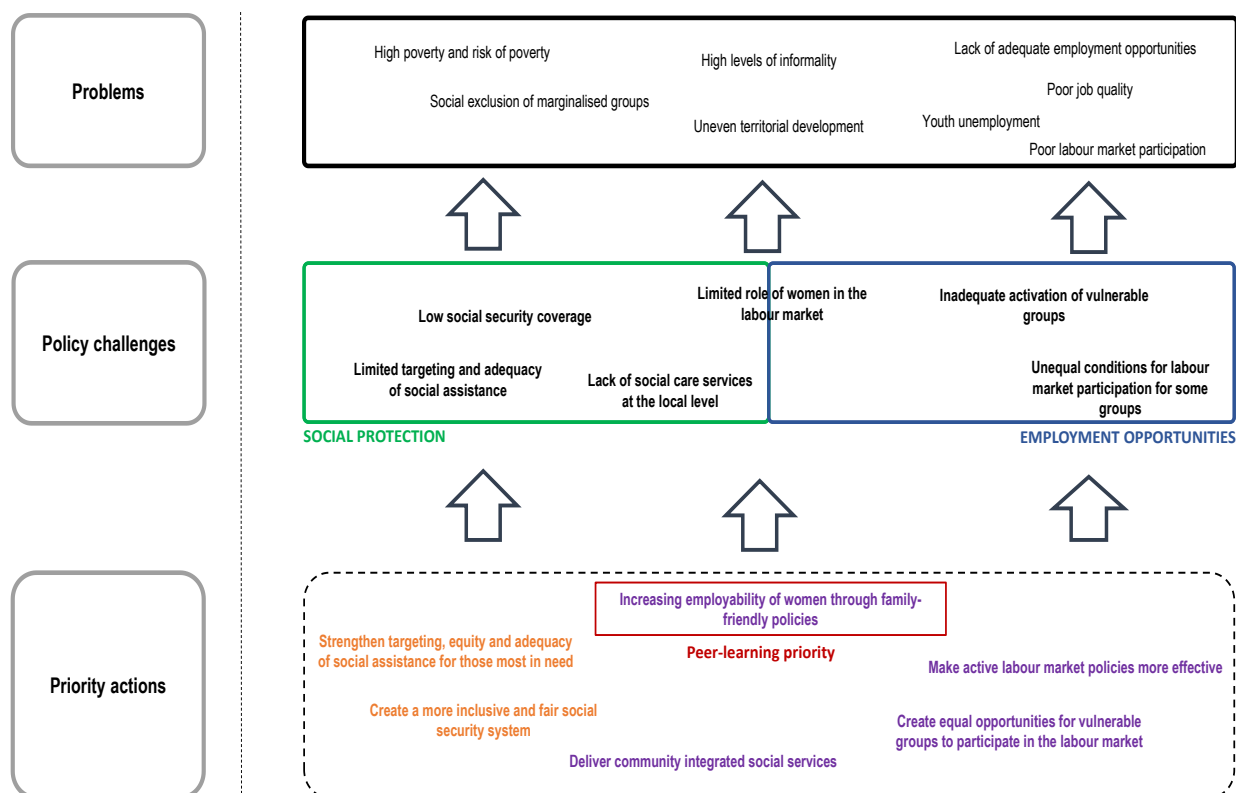 Problems
High poverty and risk of poverty
High levels of informality
Lack of adequate employment opportunities
Social exclusion of marginalised groups
Poor job quality
Uneven territorial development
Youth unemployment
Poor labour market participation
Policy challenges
Low social security coverage
Limited role of women in the
labour market
Inadequate activation of vulnerable
groups
Limited targeting and adequacy
of social assistance
Lack of social care services
at the local level
Unequal conditions for labour
market participation for some
groups
SOCIAL PROTECTION
EMPLOYMENT OPPORTUNITIES
Priority actions
Increasing employability of women through family-
friendly policies
Peer-learning priority
Strengthen targeting, equity and adequacy
of social assistance for those most in need
Make active labour market policies more effective
Create a more inclusive and fair social
security system
Create equal opportunities for vulnerable
groups to participate in the labour market
Deliver community integrated social services